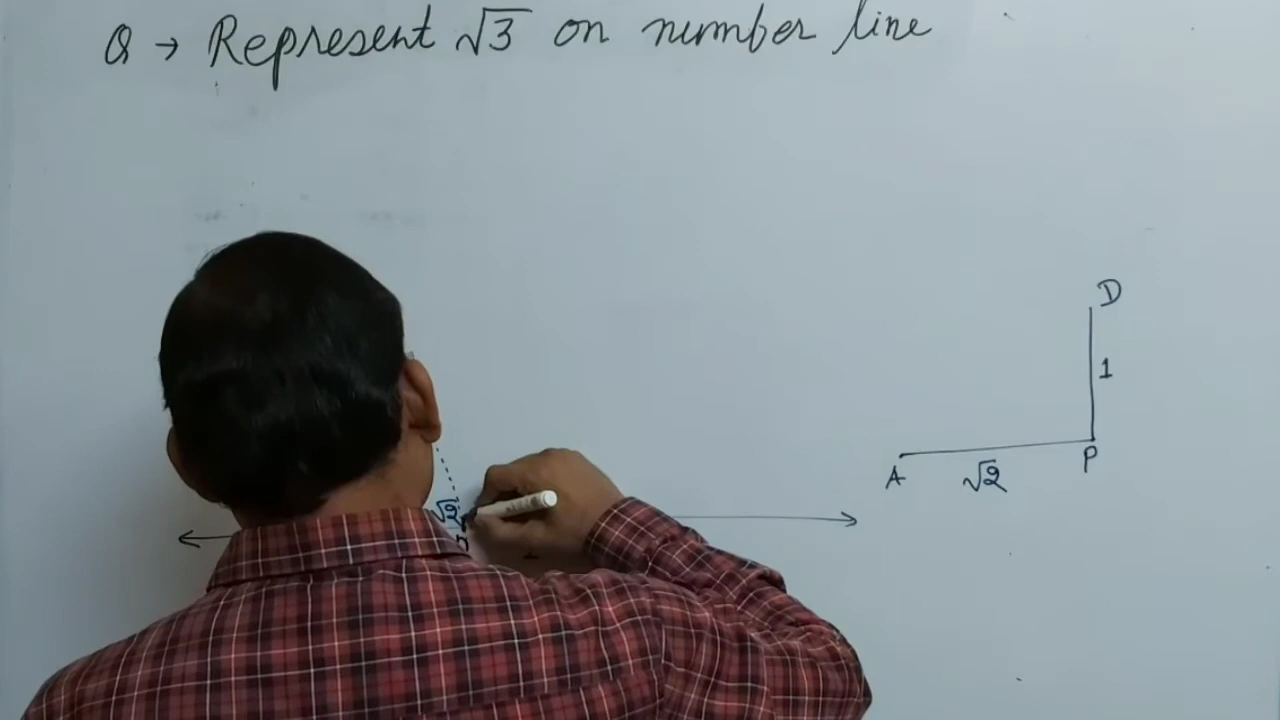 Q → Represent √3 on number line
D
1
A √2 P
√2